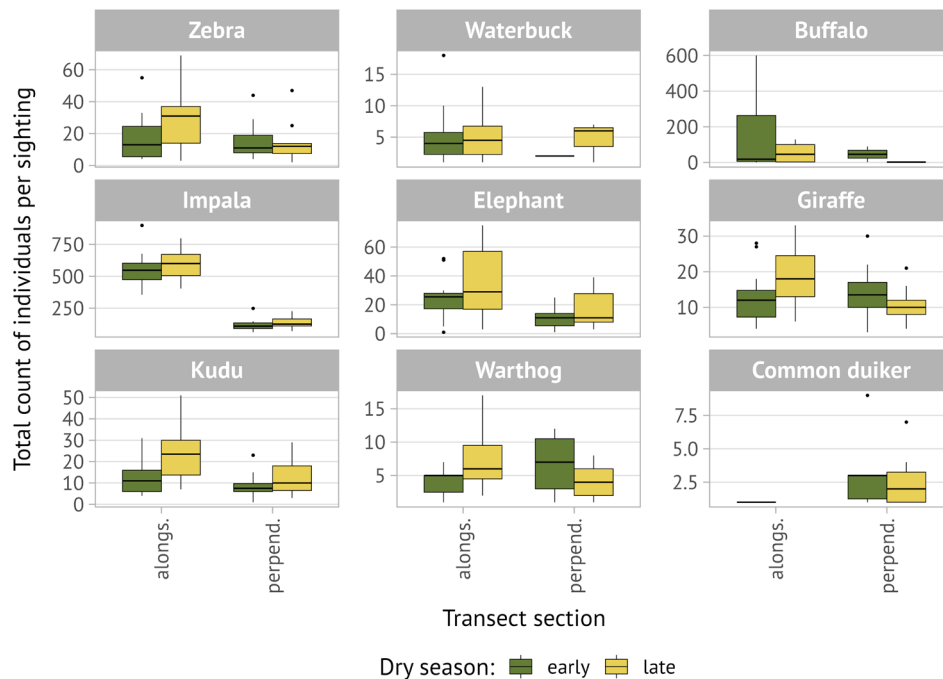 Zebra
Waterbuck
Buffalo
60
40
20
0
15
10
5
600
400
200
0
Impala
Elephant
Giraffe
750
500
250
60
40
20
0
30
20
10
Kudu
Warthog
Common duiker
50
40
30
20
10
0
15
10
5
7.5
5.0
2.5
alongs.
perpend.
alongs.
perpend.
alongs.
perpend.
Total count of individuals per sighting
Transect section
Dry season: early late